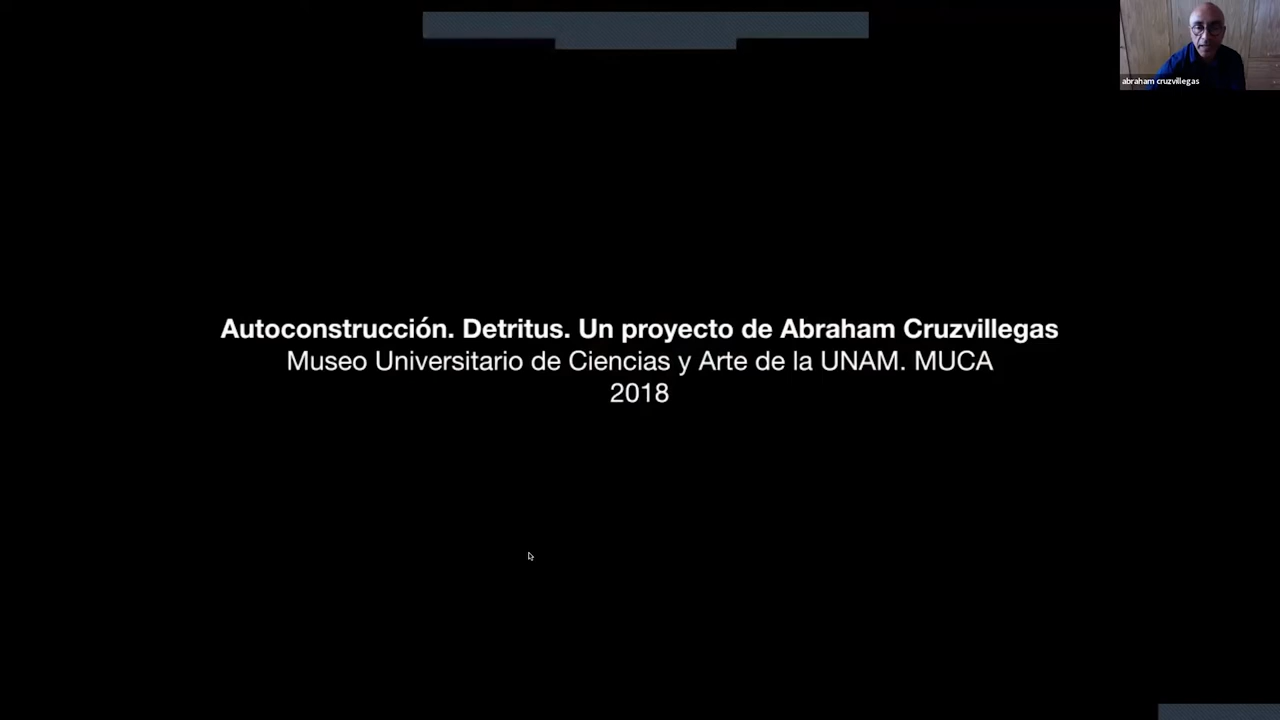 abraham cruzvillegas
Autoconstrucción. Detritus. Un proyecto de Abraham Cruzvillegas
Museo Universitario de Ciencias y Arte de la UNAM. MUCA
2018